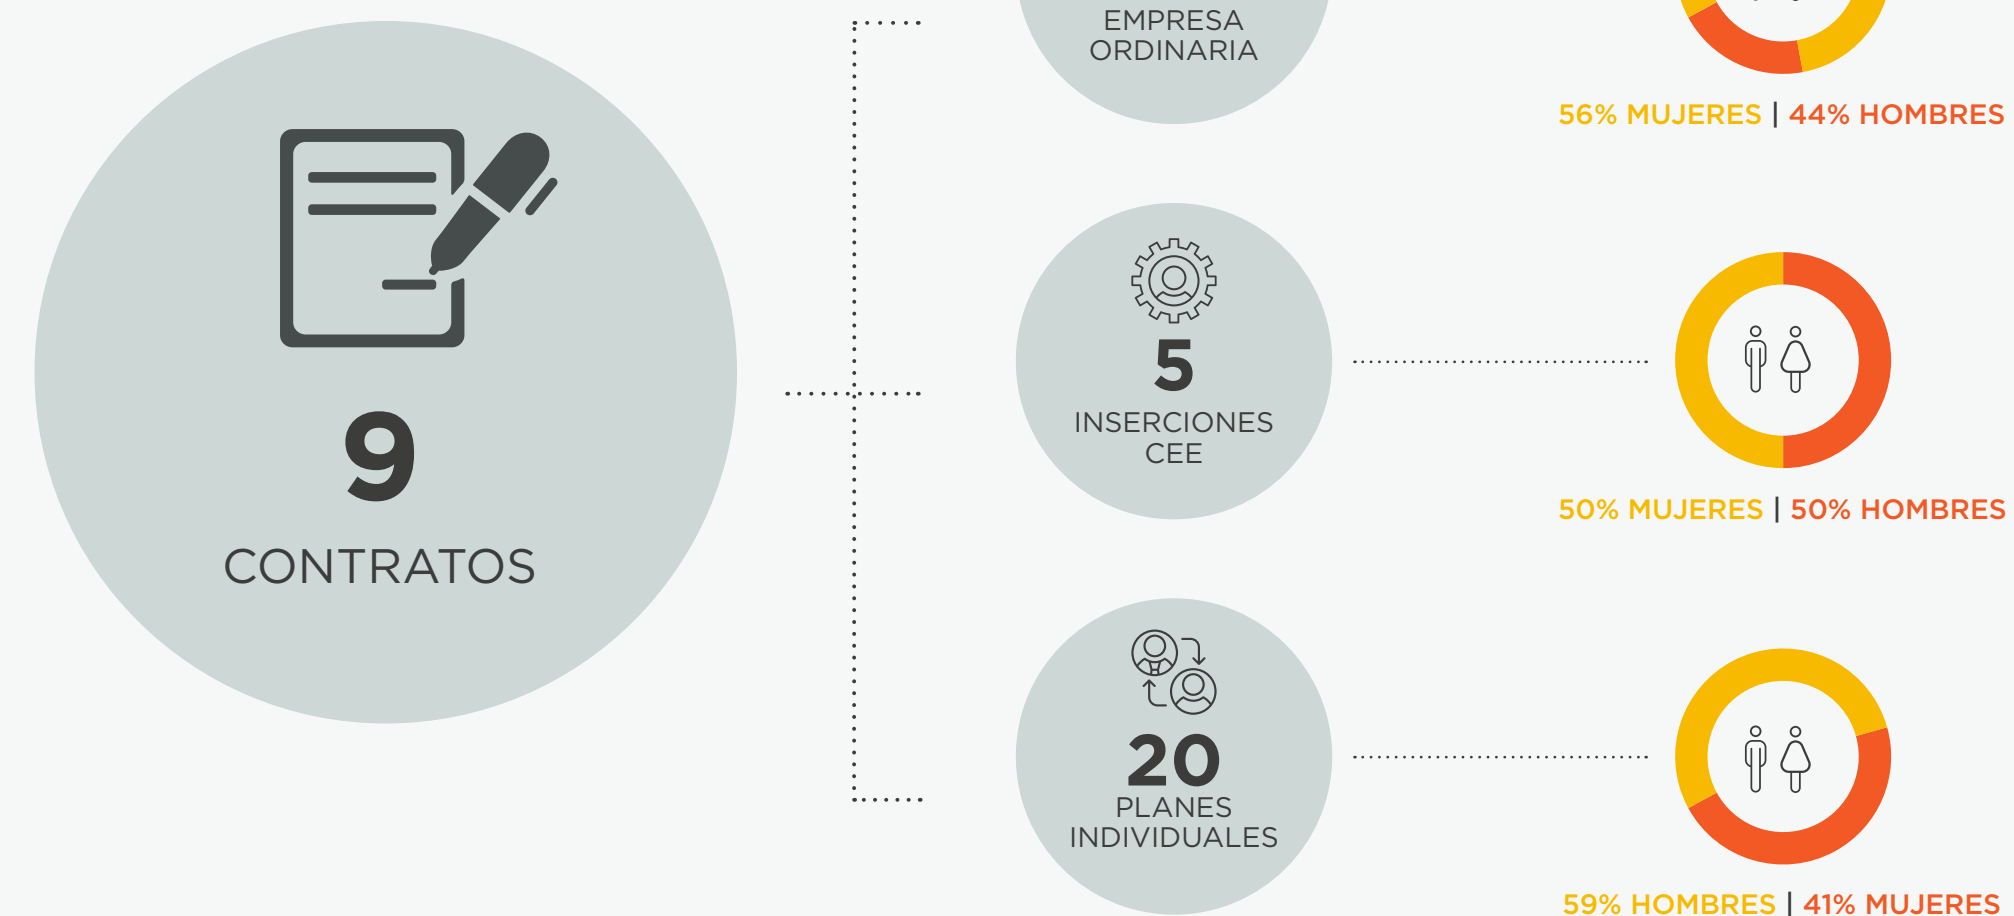 9
CONTRATOS
EMPRESA
ORDINARIA
56% MUJERES | 44% HOMBRES
5
INSERCIONES
CEE
50% MUJERES | 50% HOMBRES
20
PLANES
INDIVIDUALES
59% HOMBRES | 41% MUJERES